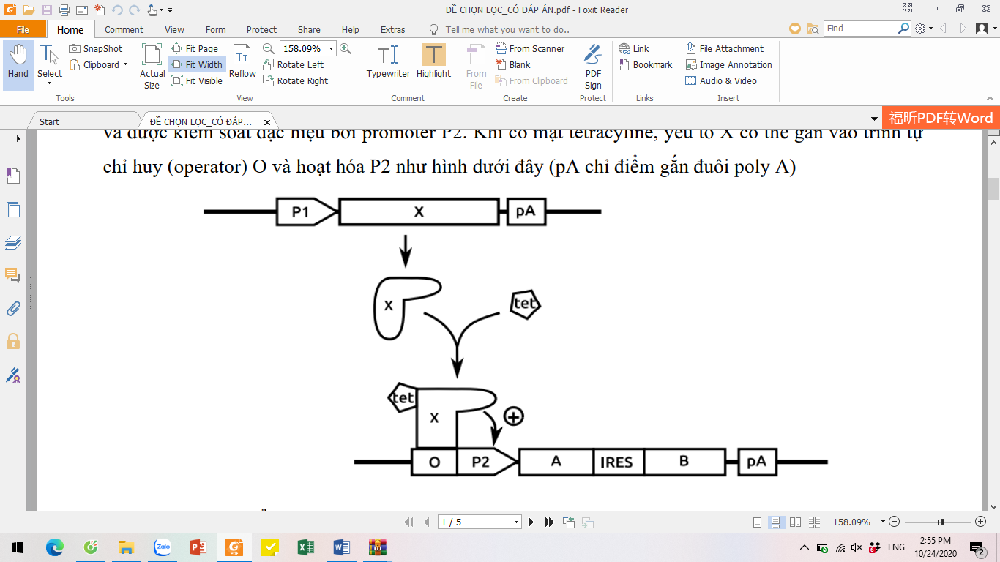 ĐỀ CHỌN LỌC_CÓ ĐÁP ÁN.pdf - Foxit Reader
File Home Comment View Form Protect Share Help Extras Tell me what you want to do.. Find
Hand
Select
SnapShot
Clipboard
Tools
Actual Size
Fit Page
Fit Width
Fit Visible
Reflow
158.09%
Rotate Left
Rotate Right
View
Typewriter
Highlight
Comment
From File
From Scanner
Blank
From Clipboard
Create
PDF Sign
Protect
Link
Bookmark
Links
File Attachment
Image Annotation
Audio & Video
Insert
Start
ĐỀ CHỌN LỌC_CÓ ĐÁP...
福昕PDF转Word
và được kiểm soát đặc hiệu bởi promoter P2. Khi có mặt tetracyline, yếu tố X có thể gắn vào trình tự
chỉ huy (operator) O và hoạt hóa P2 như hình dưới đây (pA chỉ điểm gắn đuôi poly A)
P1 X pA
X tet
tet
X +
O P2 A IRES B pA
1 / 5
158.09%
Zalo
PDF
ENG
2:55 PM
10/24/2020
2